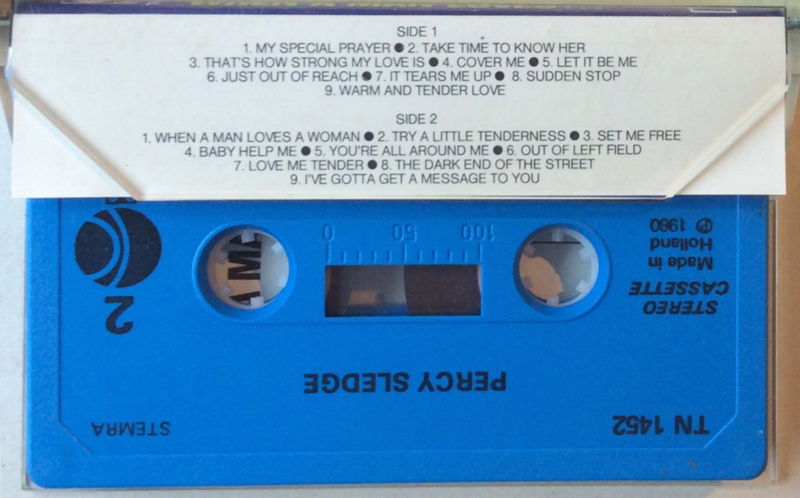 SIDE 1
1. MY SPECIAL PRAYER ● 2. TAKE TIME TO KNOW HER
3. THAT'S HOW STRONG MY LOVE IS ● 4. COVER ME ● 5. LET IT BE ME
6. JUST OUT OF REACH ● 7. IT TEARS ME UP ● 8. SUDDEN STOP
9. WARM AND TENDER LOVE
SIDE 2
1. WHEN A MAN LOVES A WOMAN ● 2. TRY A LITTLE TENDERNESS ● 3. SET ME FREE
4. BABY HELP ME ● 5. YOU'RE ALL AROUND ME ● 6. OUT OF LEFT FIELD
7. LOVE ME TENDER ● 8. THE DARK END OF THE STREET
9. I'VE GOTTA GET A MESSAGE TO YOU
TN 1452
STEMRA
PERCY SLEDGE
STEREO
CASSETTE
2
Made in
Holland
℗ 1980
100 50 0
A ME